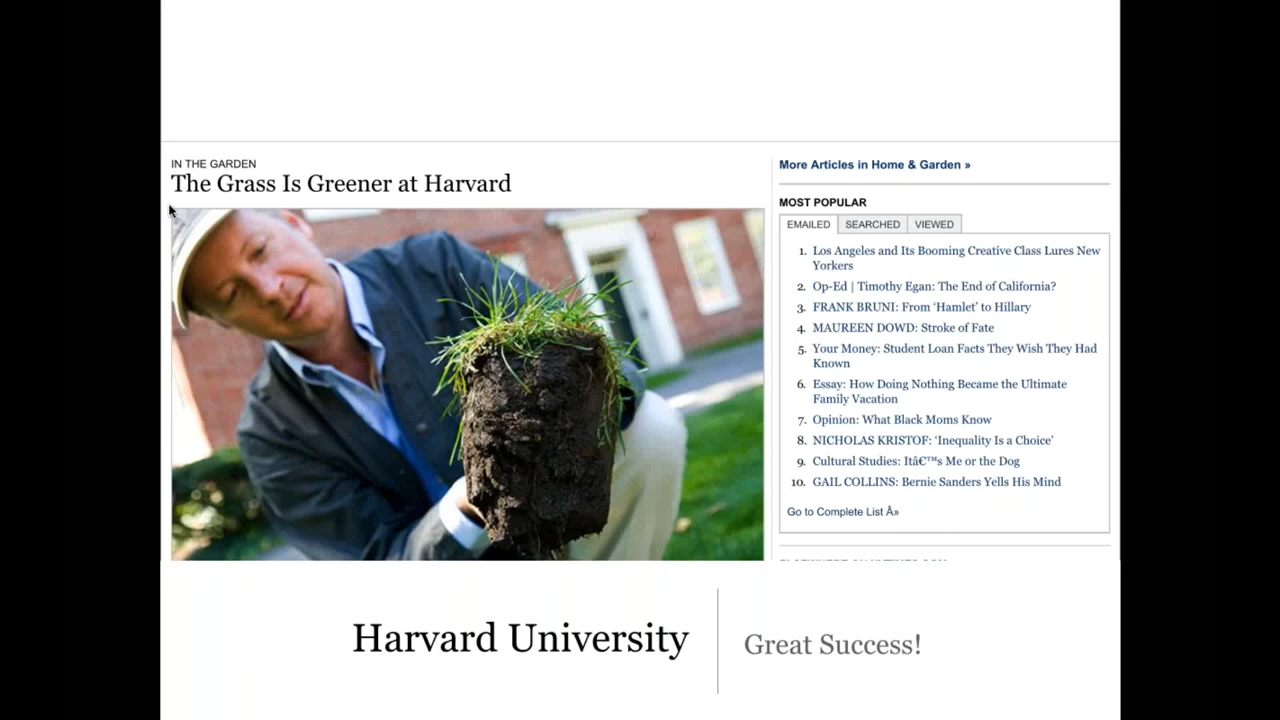 IN THE GARDEN
The Grass Is Greener at Harvard
More Articles in Home & Garden »
MOST POPULAR
EMAILED SEARCHED VIEWED
1. Los Angeles and Its Booming Creative Class Lures New
Yorkers
2. Op-Ed | Timothy Egan: The End of California?
3. FRANK BRUNI: From ‘Hamlet’ to Hillary
4. MAUREEN DOWD: Stroke of Fate
5. Your Money: Student Loan Facts They Wish They Had
Known
6. Essay: How Doing Nothing Became the Ultimate
Family Vacation
7. Opinion: What Black Moms Know
8. NICHOLAS KRISTOF: ‘Inequality Is a Choice’
9. Cultural Studies: Itâ€™s Me or the Dog
10. GAIL COLLINS: Bernie Sanders Yells His Mind
Go to Complete List Â»
Harvard University
Great Success!